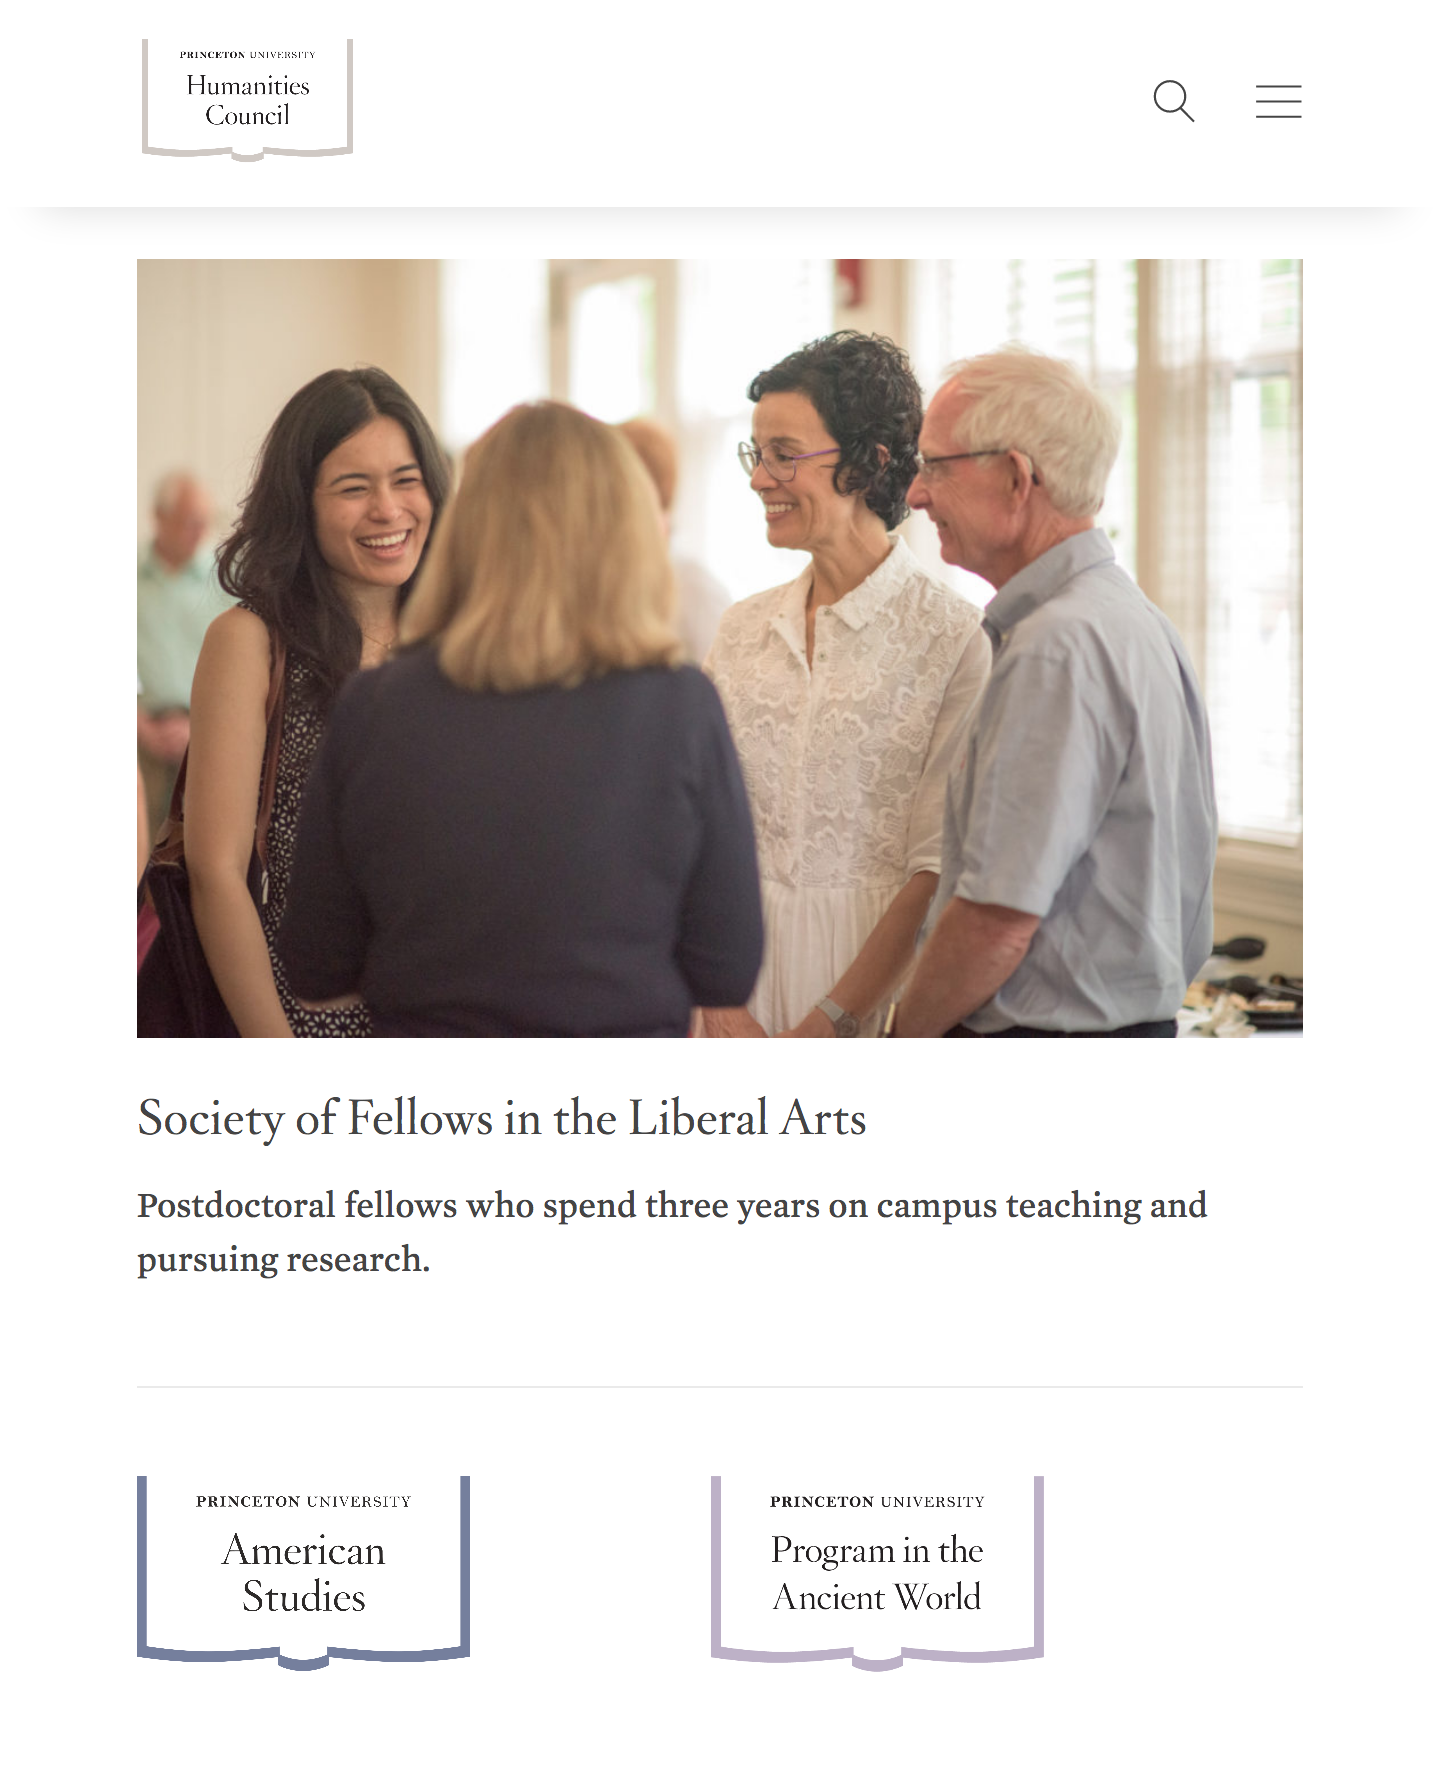 PRINCETON UNIVERSITY
Humanities
Council
Society of Fellows in the Liberal Arts
Postdoctoral fellows who spend three years on campus teaching and
pursuing research.
PRINCETON UNIVERSITY
American
Studies
PRINCETON UNIVERSITY
Program in the
Ancient World